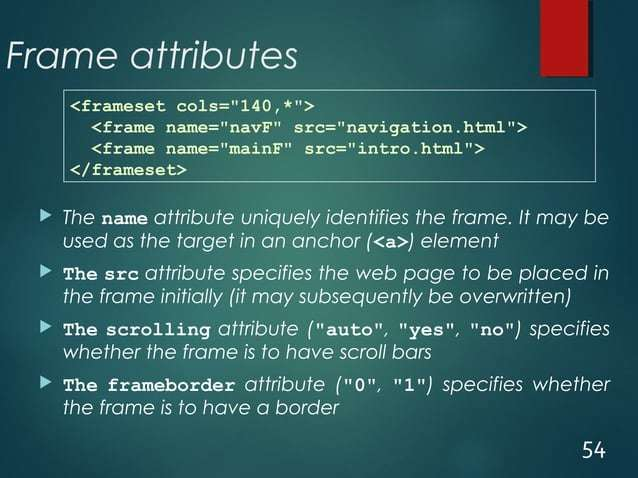 Frame attributes
<frameset cols="140,*">
<frame name="navF" src="navigation.html">
<frame name="mainF" src="intro.html">
</frameset>
The name attribute uniquely identifies the frame. It may be
used as the target in an anchor (<a>) element
The src attribute specifies the web page to be placed in
the frame initially (it may subsequently be overwritten)
The scrolling attribute ("auto", "yes", "no") specifies
whether the frame is to have scroll bars
The frameborder attribute ("0", "1") specifies whether
the frame is to have a border
54